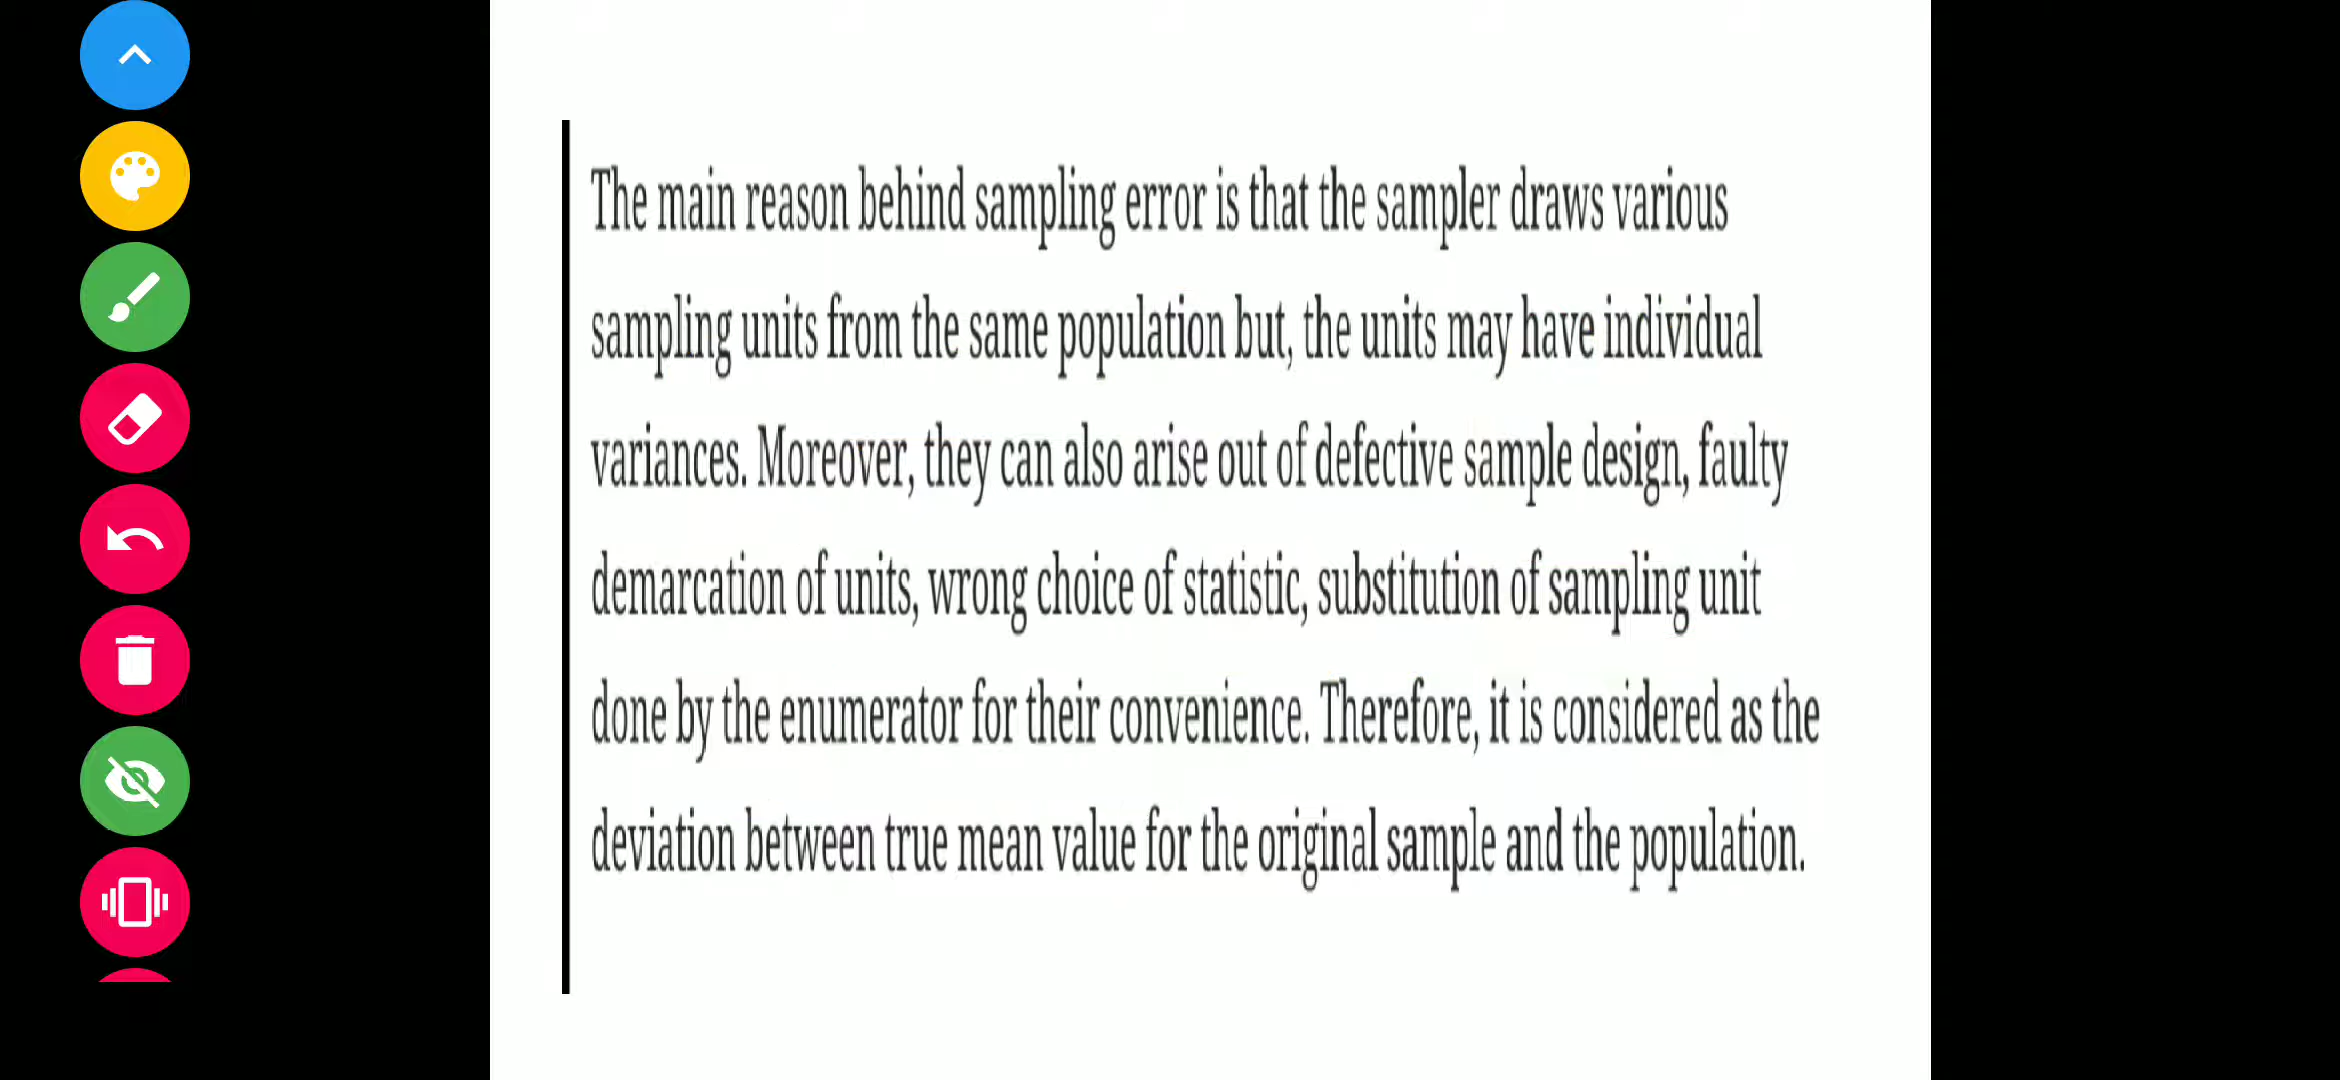 The main reason behind sampling error is that the sampler draws various
sampling units from the same population but, the units may have individual
variances. Moreover, they can also arise out of defective sample design, faulty
demarcation of units, wrong choice of statistic, substitution of sampling unit
done by the enumerator for their convenience. Therefore, it is considered as the
deviation between true mean value for the original sample and the population.